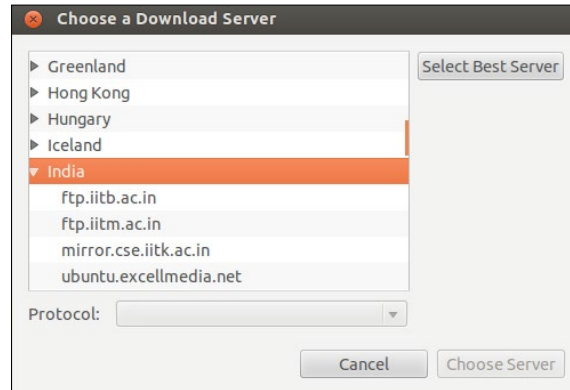 Choose a Download Server
Greenland
Select Best Server
Hong Kong
Hungary
Iceland
India
ftp.iitb.ac.in
ftp.iitm.ac.in
mirror.cse.iitk.ac.in
ubuntu.excellmedia.net
Protocol:
Cancel
Choose Server